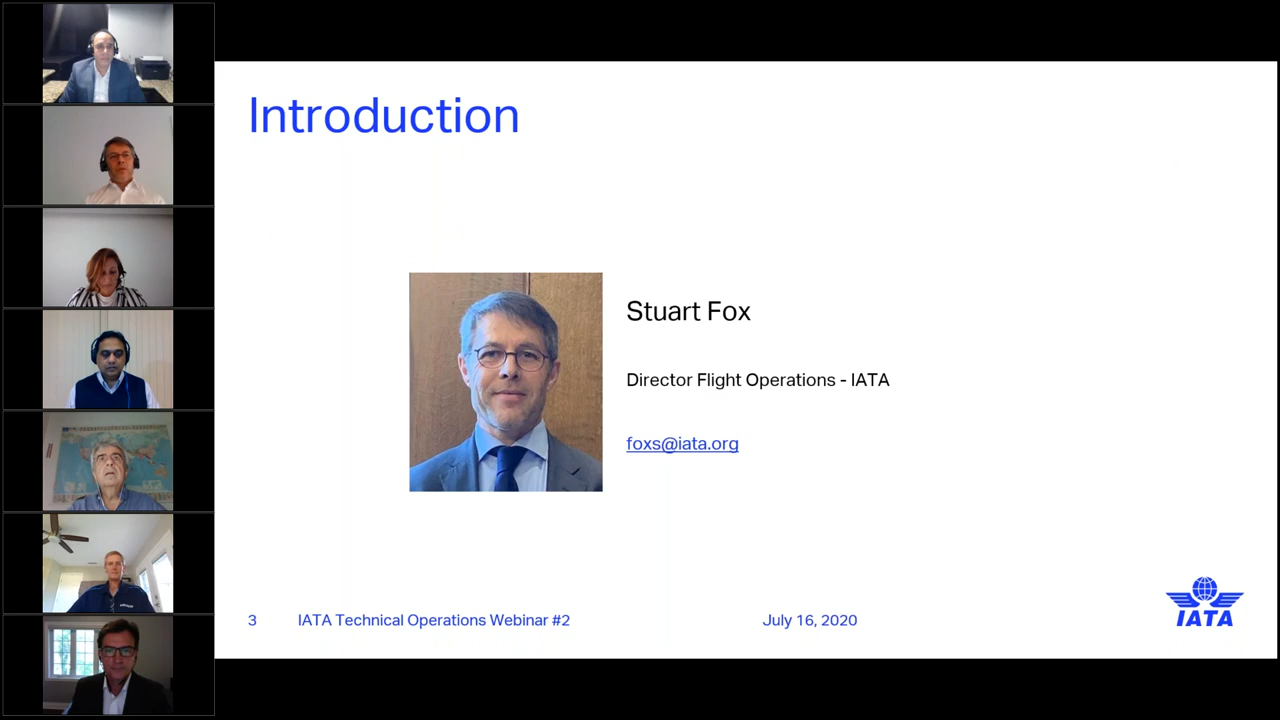 Introduction
Stuart Fox
Director Flight Operations - IATA
foxs@iata.org
3 IATA Technical Operations Webinar #2 July 16, 2020
IATA